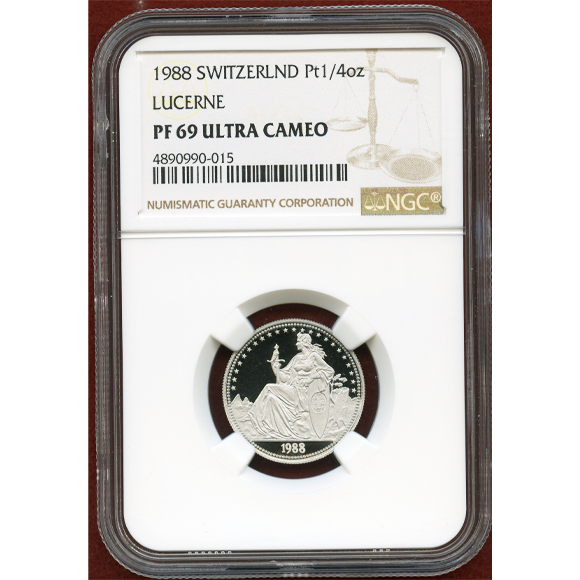 1988 SWITZERLND Pt1/4oz
LUCERNE
PF 69 ULTRA CAMEO
4890990-015
NUMISMATIC GUARANTY CORPORATION
NGC®
1988